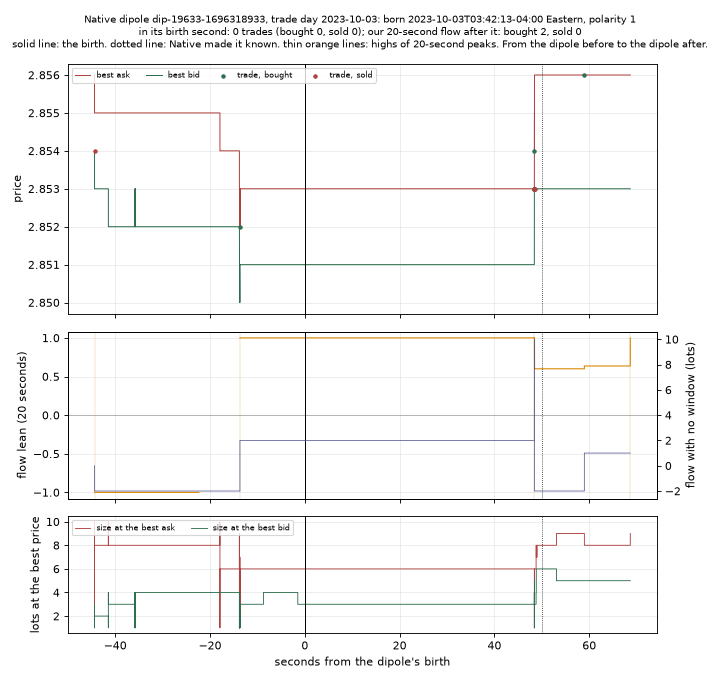 Native dipole dip-19633-1696318933, trade day 2023-10-03: born 2023-10-03T03:42:13-04:00 Eastern, polarity 1
in its birth second: 0 trades (bought 0, sold 0); our 20-second flow after it: bought 2, sold 0
solid line: the birth. dotted line: Native made it known. thin orange lines: highs of 20-second peaks. From the dipole before to the dipole after.
best ask
best bid
trade, bought
trade, sold
2.856
2.855
2.854
2.853
2.852
2.851
2.850
price
1.0
0.5
0.0
−0.5
−1.0
flow lean (20 seconds)
10
8
6
4
2
0
−2
flow with no window (lots)
size at the best ask
size at the best bid
10
8
6
4
2
lots at the best price
−40
−20
0
20
40
60
seconds from the dipole's birth